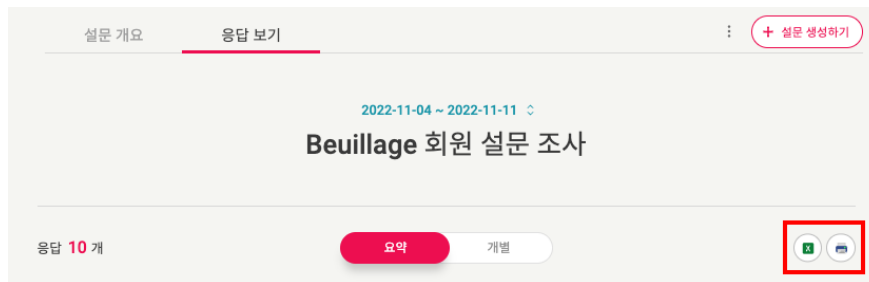 설문 개요
응답 보기
+ 설문 생성하기
2022-11-04 ~ 2022-11-11
Beuillage 회원 설문 조사
응답 10 개
요약
개별
X